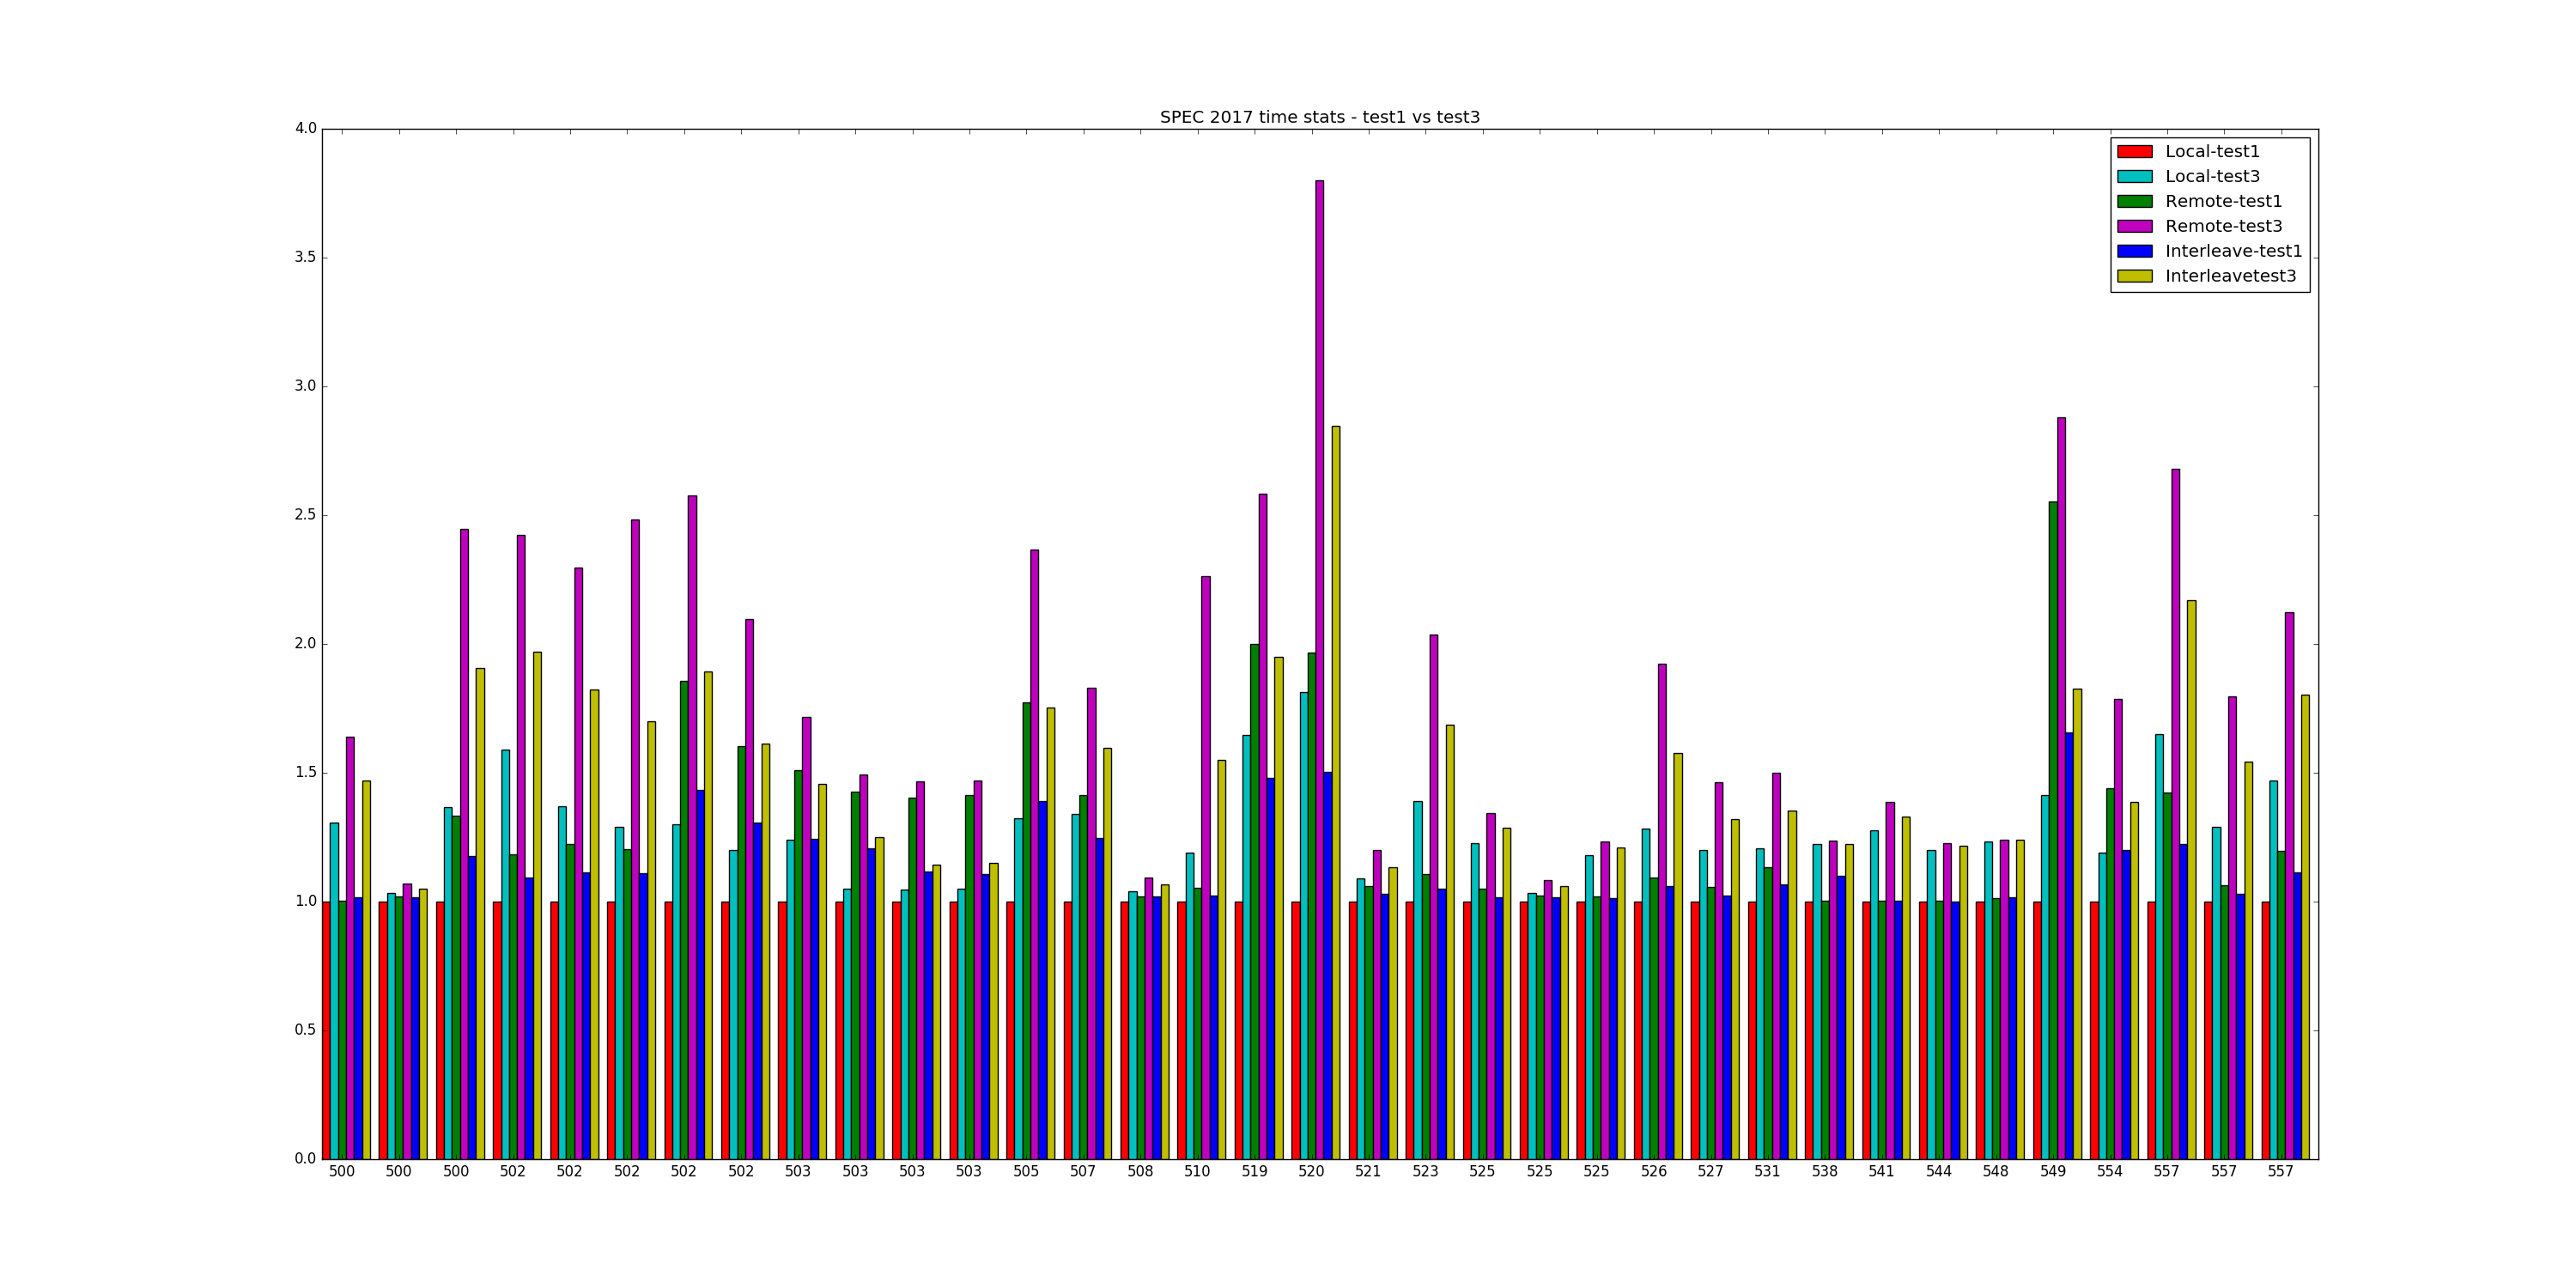 SPEC 2017 time stats - test1 vs test3
4.0
3.5
3.0
2.5
2.0
1.5
1.0
0.5
0.0
Local-test1
Local-test3
Remote-test1
Remote-test3
Interleave-test1
Interleavetest3
500 500 500 502 502 502 502 502 503 503 503 503 505 507 508 510 519 520 521 523 525 525 525 526 527 531 538 541 544 548 549 554 557 557 557